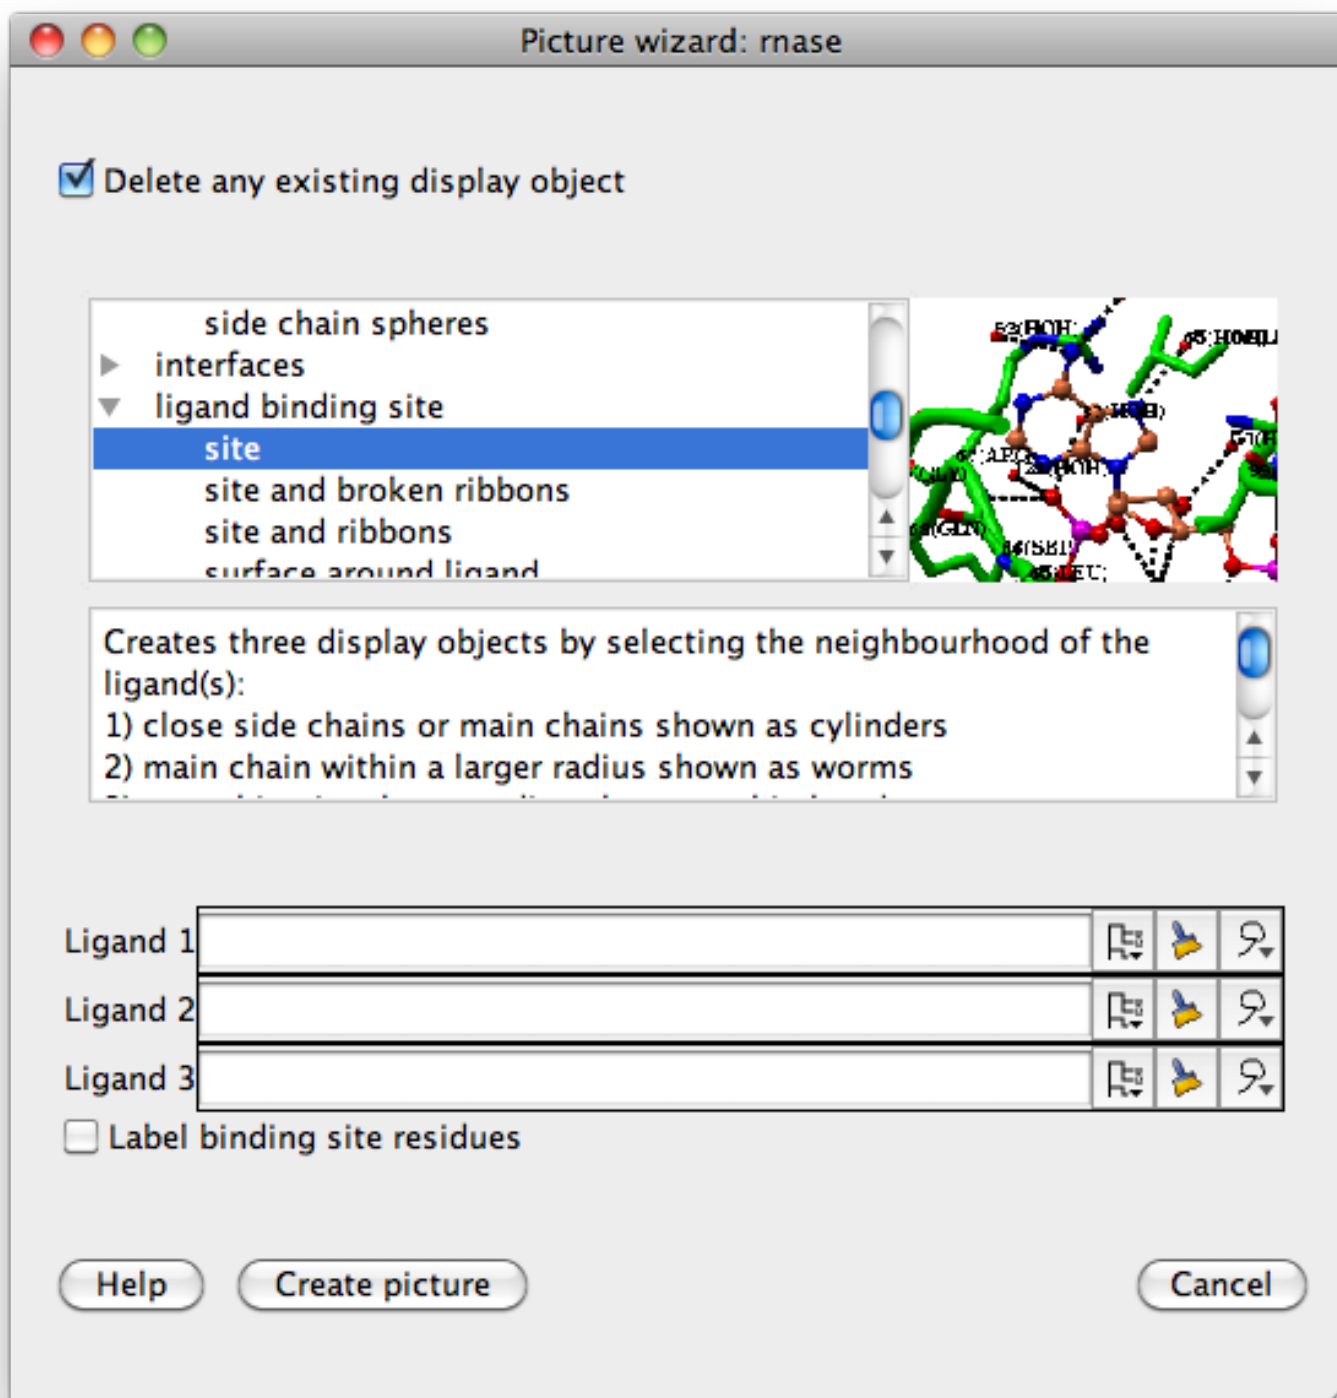 Picture wizard: rnase
Delete any existing display object
side chain spheres
interfaces
ligand binding site
site
site and broken ribbons
site and ribbons
surface around ligand
Creates three display objects by selecting the neighbourhood of the
ligand(s):
1) close side chains or main chains shown as cylinders
2) main chain within a larger radius shown as worms
Ligand 1
Ligand 2
Ligand 3
Label binding site residues
Help
Create picture
Cancel